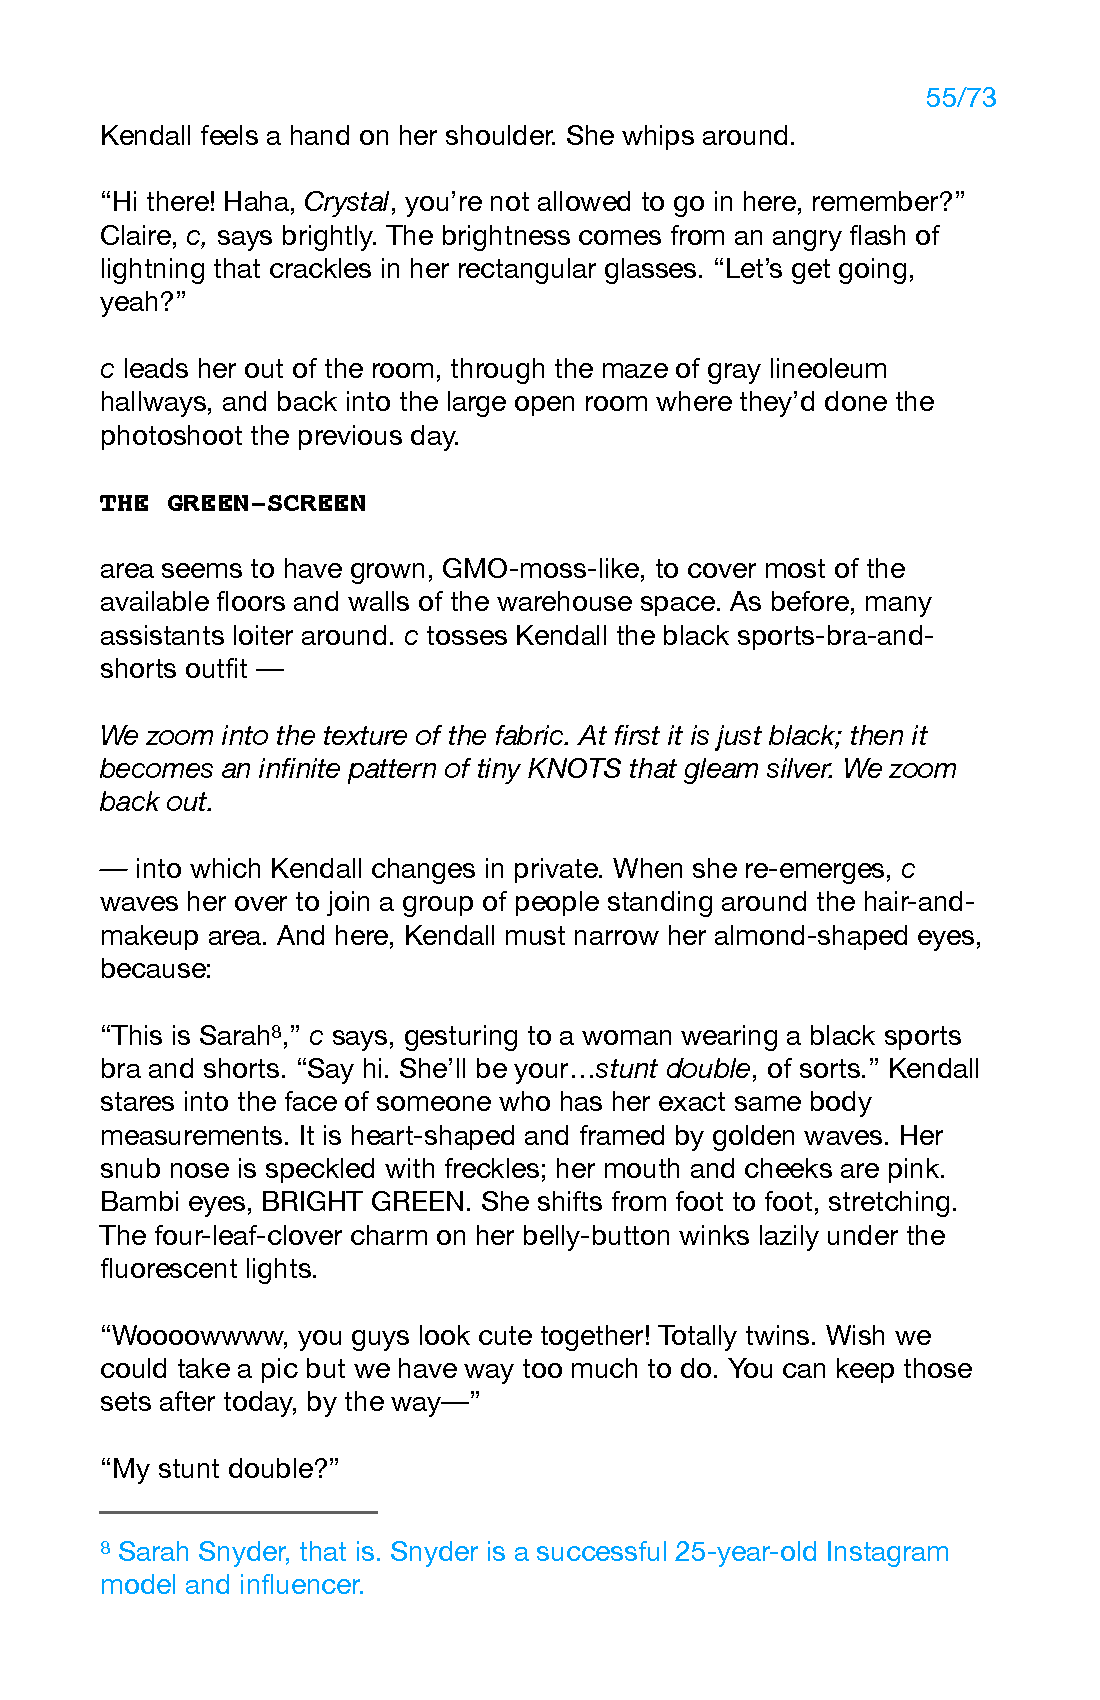 55/73
Kendall feels a hand on her shoulder. She whips around.
“Hi there! Haha, Crystal, you’re not allowed to go in here, remember?”
Claire, c, says brightly. The brightness comes from an angry flash of
lightning that crackles in her rectangular glasses. “Let’s get going,
yeah?”
c leads her out of the room, through the maze of gray lineoleum
hallways, and back into the large open room where they’d done the
photoshoot the previous day.
THE GREEN-SCREEN
area seems to have grown, GMO-moss-like, to cover most of the
available floors and walls of the warehouse space. As before, many
assistants loiter around. c tosses Kendall the black sports-bra-and-
shorts outfit —
We zoom into the texture of the fabric. At first it is just black; then it
becomes an infinite pattern of tiny KNOTS that gleam silver. We zoom
back out.
— into which Kendall changes in private. When she re-emerges, c
waves her over to join a group of people standing around the hair-and-
makeup area. And here, Kendall must narrow her almond-shaped eyes,
because:
“This is Sarah⁸,” c says, gesturing to a woman wearing a black sports
bra and shorts. “Say hi. She’ll be your…stunt double, of sorts.” Kendall
stares into the face of someone who has her exact same body
measurements. It is heart-shaped and framed by golden waves. Her
snub nose is speckled with freckles; her mouth and cheeks are pink.
Bambi eyes, BRIGHT GREEN. She shifts from foot to foot, stretching.
The four-leaf-clover charm on her belly-button winks lazily under the
fluorescent lights.
“Woooowwww, you guys look cute together! Totally twins. Wish we
could take a pic but we have way too much to do. You can keep those
sets after today, by the way—”
“My stunt double?”
⁸ Sarah Snyder, that is. Snyder is a successful 25-year-old Instagram
model and influencer.